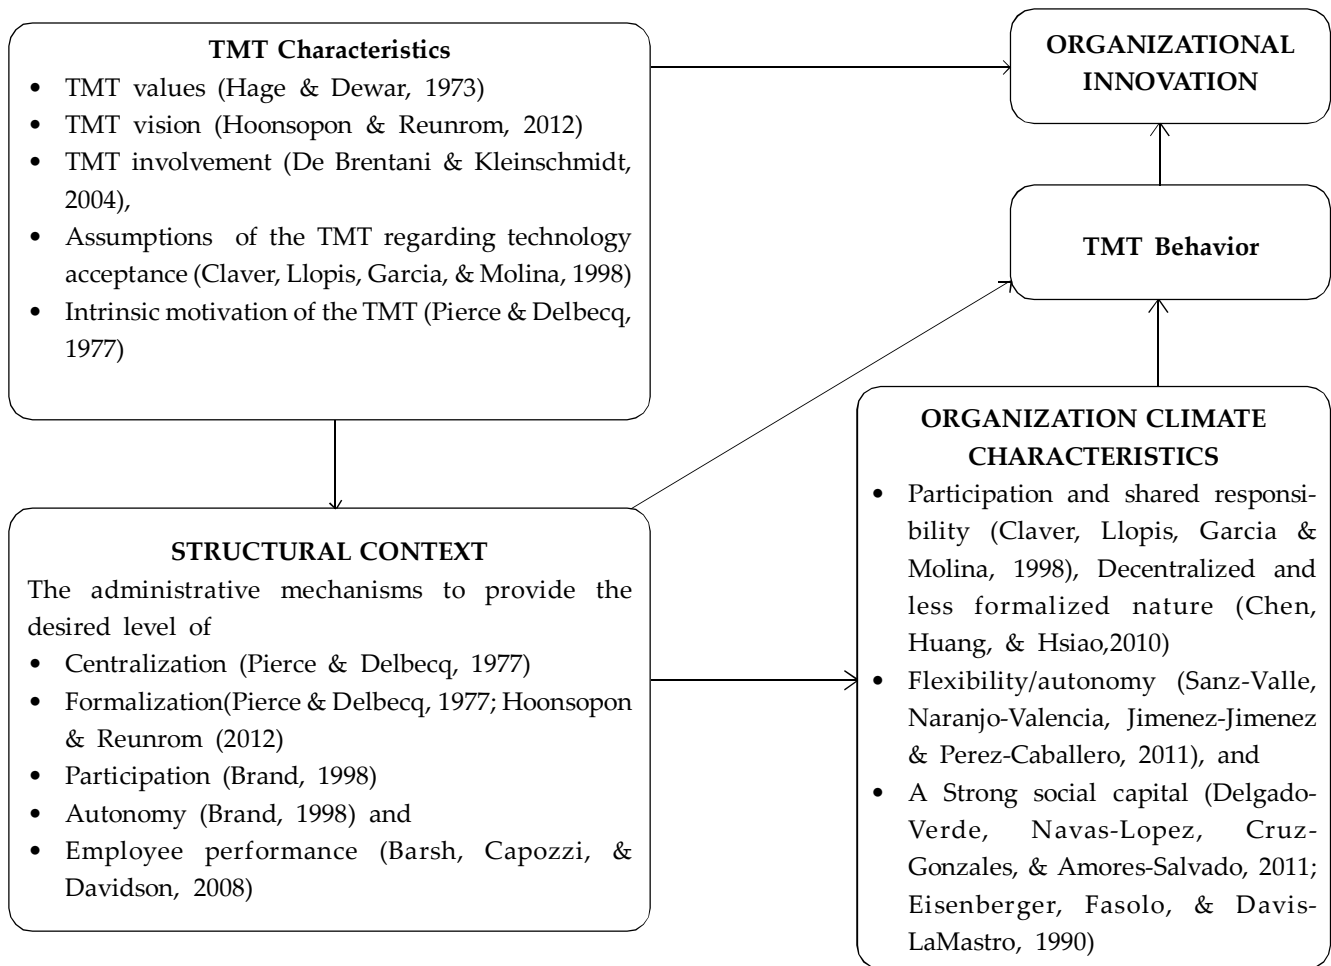 TMT Characteristics
• TMT values (Hage & Dewar, 1973)
• TMT vision (Hoonsopon & Reunrom, 2012)
• TMT involvement (De Brentani & Kleinschmidt,
2004),
• Assumptions of the TMT regarding technology
acceptance (Claver, Llopis, Garcia, & Molina, 1998)
• Intrinsic motivation of the TMT (Pierce & Delbecq,
1977)
ORGANIZATIONAL
INNOVATION
TMT Behavior
STRUCTURAL CONTEXT
The administrative mechanisms to provide the
desired level of
• Centralization (Pierce & Delbecq, 1977)
• Formalization(Pierce & Delbecq, 1977; Hoonsopon
& Reunrom (2012)
• Participation (Brand, 1998)
• Autonomy (Brand, 1998) and
• Employee performance (Barsh, Capozzi, &
Davidson, 2008)
ORGANIZATION CLIMATE
CHARACTERISTICS
• Participation and shared responsi-
bility (Claver, Llopis, Garcia &
Molina, 1998), Decentralized and
less formalized nature (Chen,
Huang, & Hsiao,2010)
• Flexibility/autonomy (Sanz-Valle,
Naranjo-Valencia, Jimenez-Jimenez
& Perez-Caballero, 2011), and
• A Strong social capital (Delgado-
Verde, Navas-Lopez, Cruz-
Gonzales, & Amores-Salvado, 2011;
Eisenberger, Fasolo, & Davis-
LaMastro, 1990)